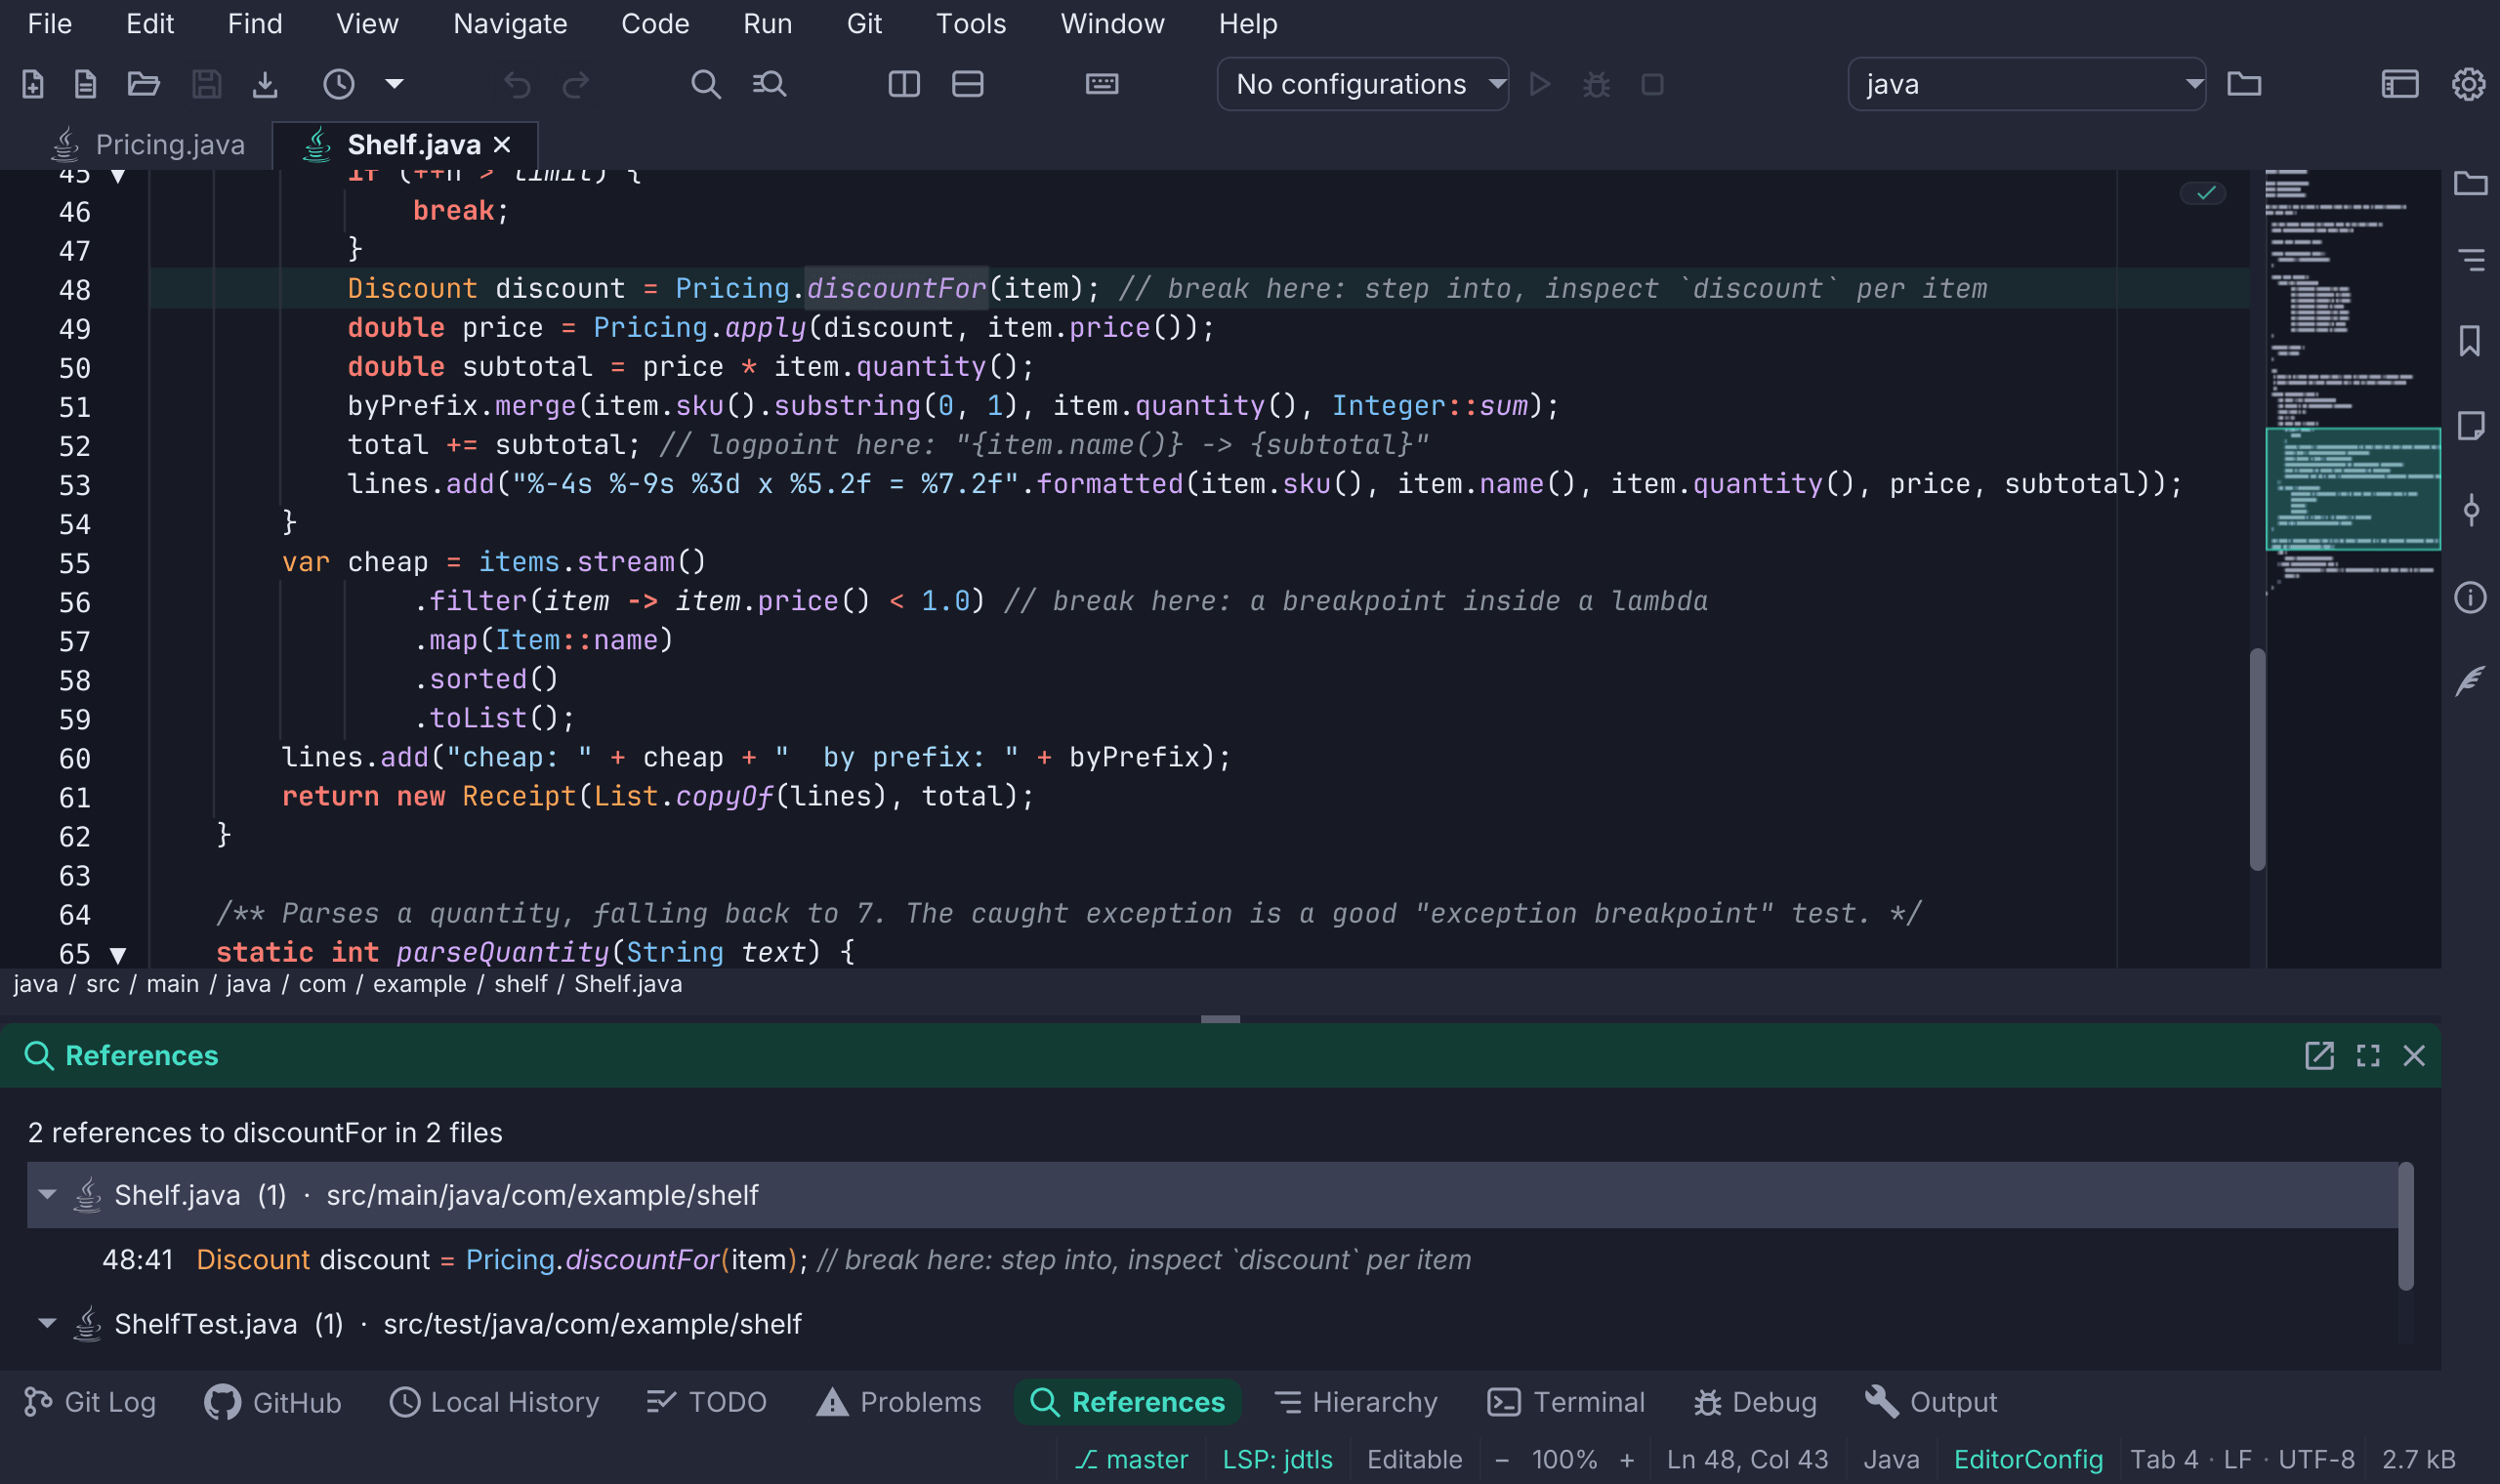 File Edit Find View Navigate Code Run Git Tools Window Help
No configurations java
Pricing.java Shelf.java
45 if (++n > limit) {
46 break;
47 }
48 Discount discount = Pricing.discountFor(item); // break here: step into, inspect `discount` per item
49 double price = Pricing.apply(discount, item.price());
50 double subtotal = price * item.quantity();
51 byPrefix.merge(item.sku().substring(0, 1), item.quantity(), Integer::sum);
52 total += subtotal; // logpoint here: "{item.name()} -> {subtotal}"
53 lines.add("%-4s %-9s %3d x %5.2f = %7.2f".formatted(item.sku(), item.name(), item.quantity(), price, subtotal));
54 }
55 var cheap = items.stream()
56 .filter(item -> item.price() < 1.0) // break here: a breakpoint inside a lambda
57 .map(Item::name)
58 .sorted()
59 .toList();
60 lines.add("cheap: " + cheap + "  by prefix: " + byPrefix);
61 return new Receipt(List.copyOf(lines), total);
62 }
63
64 /** Parses a quantity, falling back to 7. The caught exception is a good "exception breakpoint" test. */
65 static int parseQuantity(String text) {
java / src / main / java / com / example / shelf / Shelf.java
References
2 references to discountFor in 2 files
Shelf.java (1) · src/main/java/com/example/shelf
48:41 Discount discount = Pricing.discountFor(item); // break here: step into, inspect `discount` per item
ShelfTest.java (1) · src/test/java/com/example/shelf
Git Log GitHub Local History TODO Problems References Hierarchy Terminal Debug Output
master LSP: jdtls Editable − 100% + Ln 48, Col 43 Java EditorConfig Tab 4 · LF · UTF-8 2.7 kB